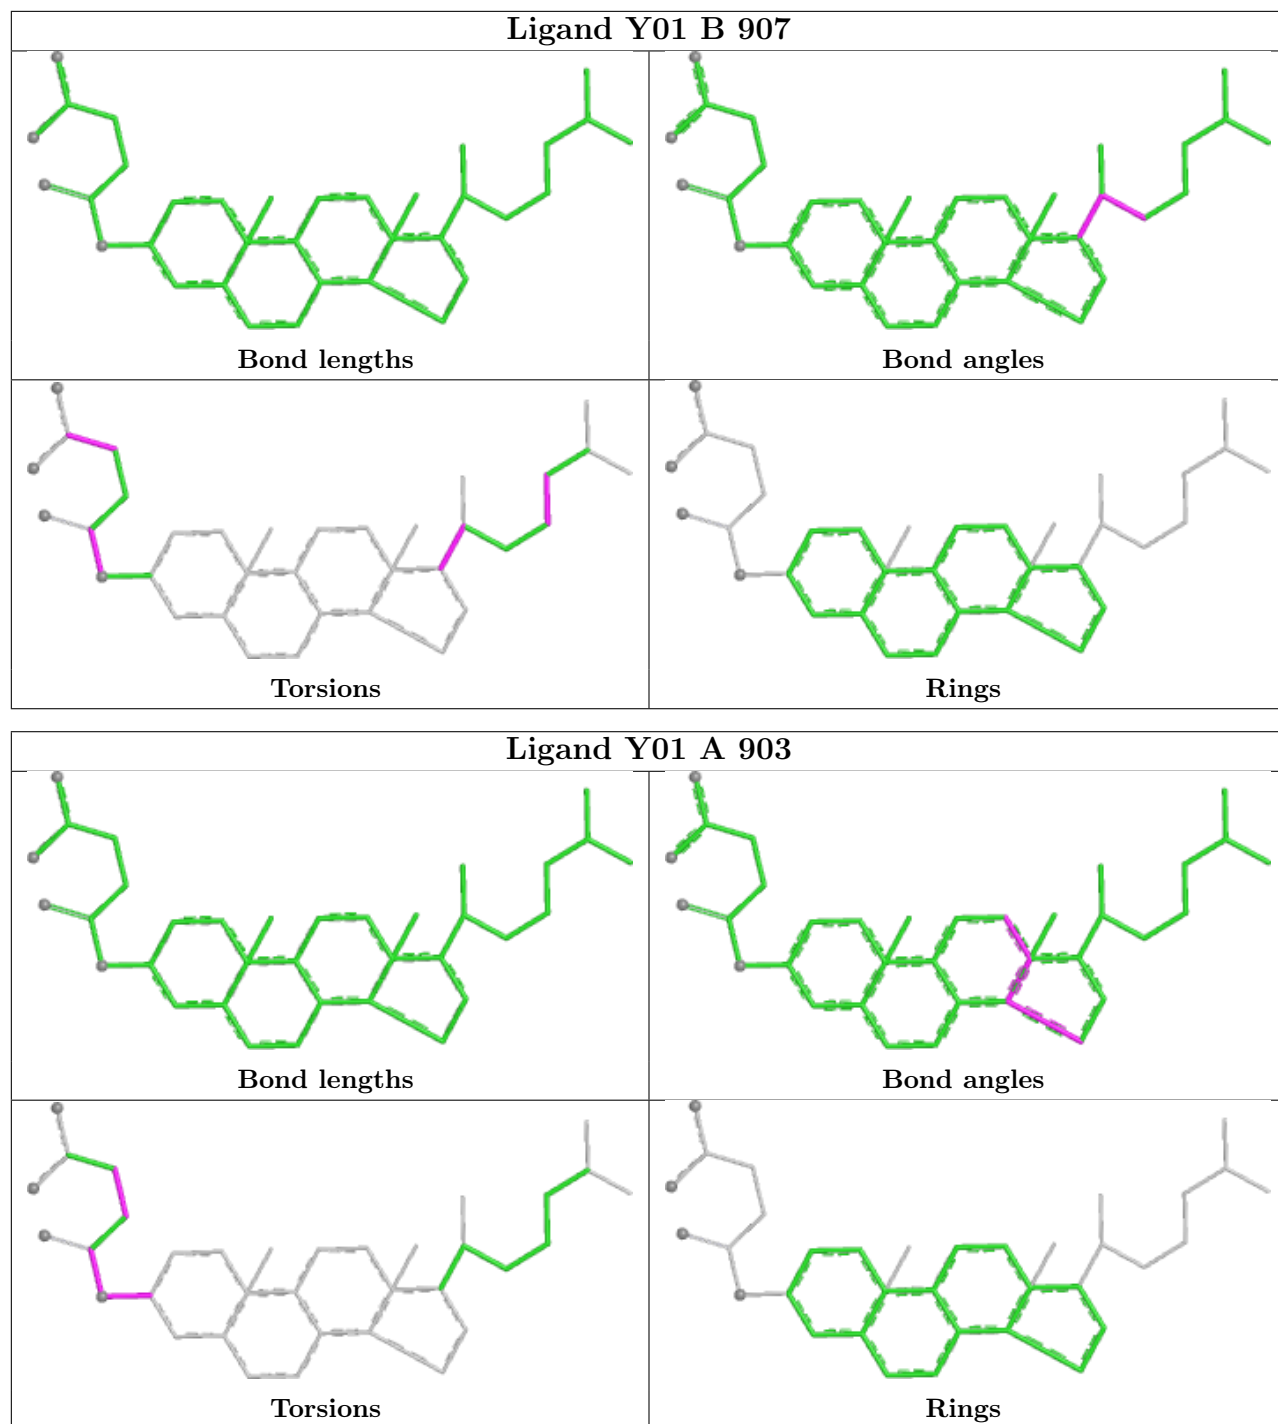 Ligand Y01 B 907
Bond lengths
Bond angles
Torsions
Rings
Ligand Y01 A 903
Bond lengths
Bond angles
Torsions
Rings